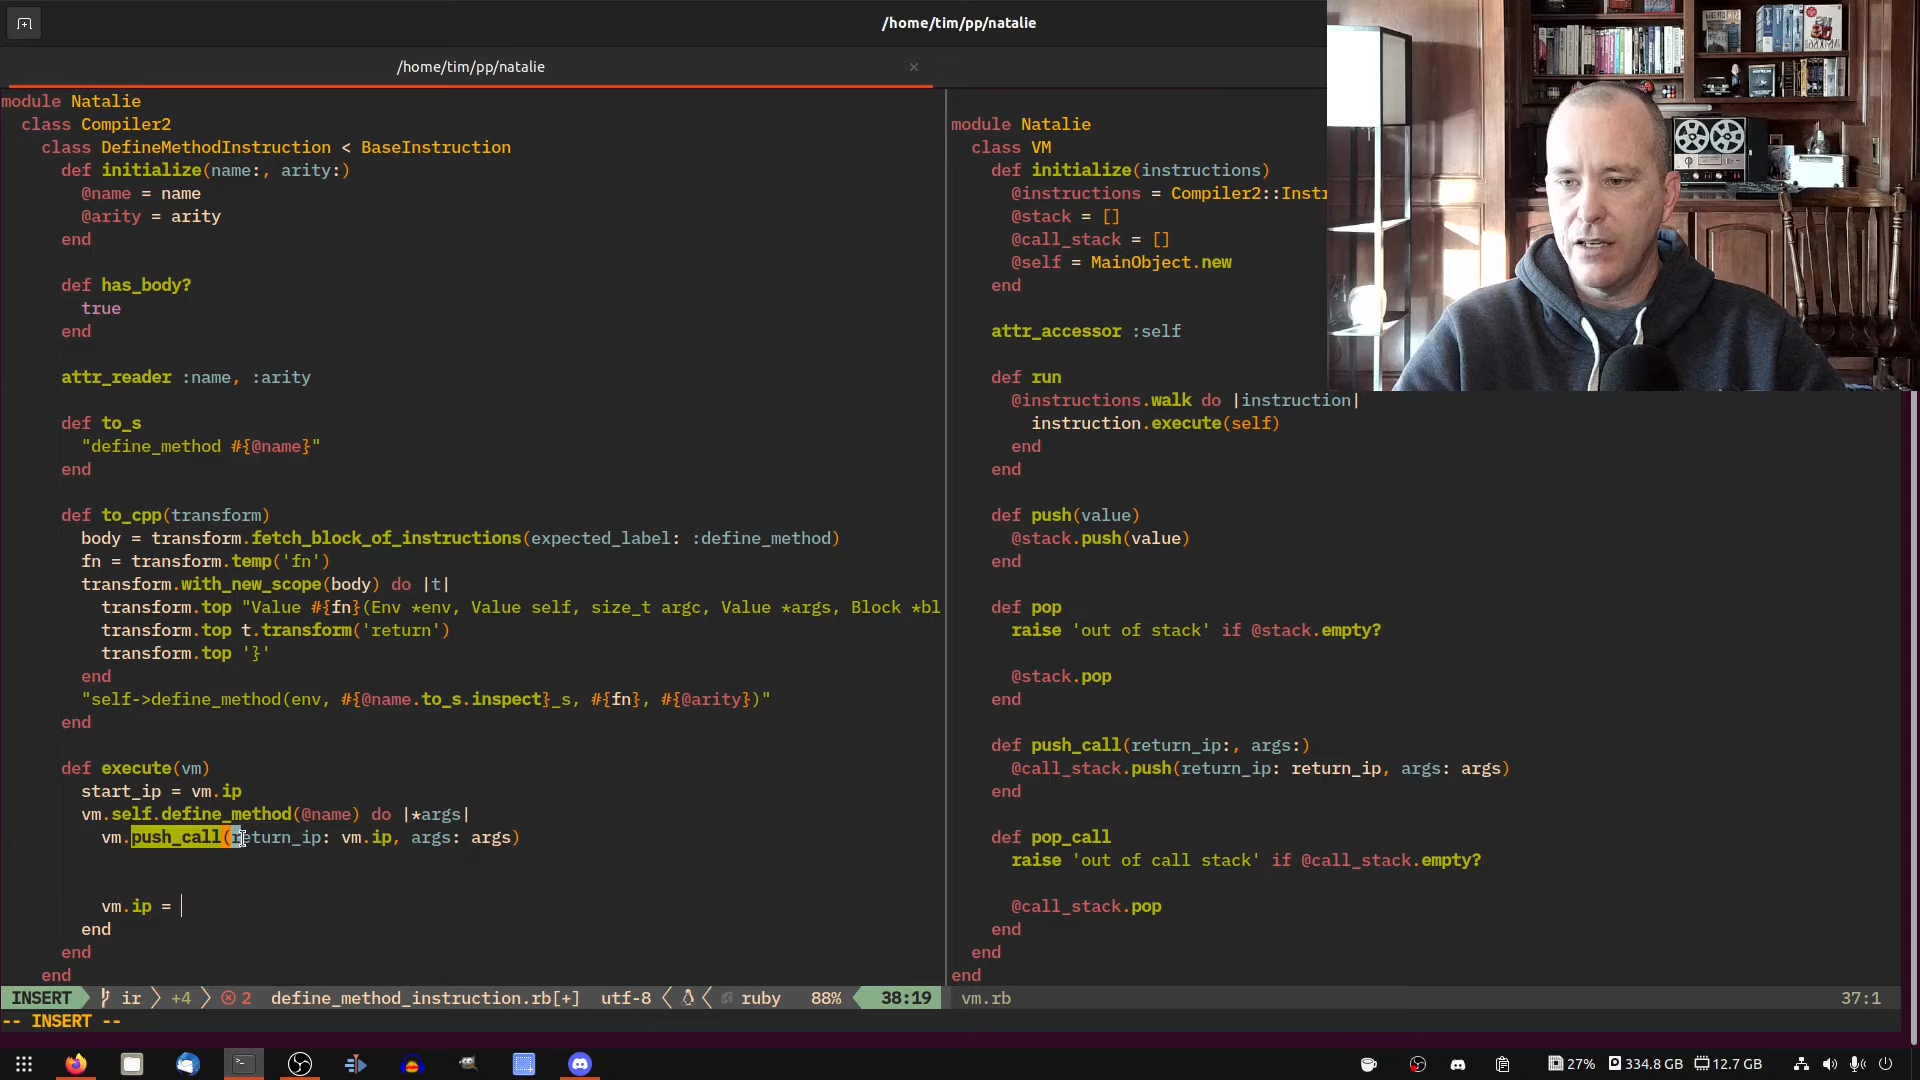 /home/tim/pp/natalie
/home/tim/pp/natalie
module Natalie
class Compiler2
class DefineMethodInstruction < BaseInstruction
def initialize(name:, arity:)
@name = name
@arity = arity
end
def has_body?
true
end
attr_reader :name, :arity
def to_s
"define_method #{@name}"
end
def to_cpp(transform)
body = transform.fetch_block_of_instructions(expected_label: :define_method)
fn = transform.temp('fn')
transform.with_new_scope(body) do |t|
transform.top "Value #{fn}(Env *env, Value self, size_t argc, Value *args, Block *bl
transform.top t.transform('return')
transform.top '}'
end
"self->define_method(env, #{@name.to_s.inspect}_s, #{fn}, #{@arity})"
end
def execute(vm)
start_ip = vm.ip
vm.self.define_method(@name) do |*args|
vm.push_call(return_ip: vm.ip, args: args)
vm.ip =
end
end
end
INSERT ir +4 2 define_method_instruction.rb[+] utf-8 ruby 88% 38:19
-- INSERT --
module Natalie
class VM
def initialize(instructions)
@instructions = Compiler2::Instr
@stack = []
@call_stack = []
@self = MainObject.new
end
attr_accessor :self
def run
@instructions.walk do |instruction|
instruction.execute(self)
end
end
def push(value)
@stack.push(value)
end
def pop
raise 'out of stack' if @stack.empty?
@stack.pop
end
def push_call(return_ip:, args:)
@call_stack.push(return_ip: return_ip, args: args)
end
def pop_call
raise 'out of call stack' if @call_stack.empty?
@call_stack.pop
end
end
end
vm.rb 37:1
27% 334.8 GB 12.7 GB